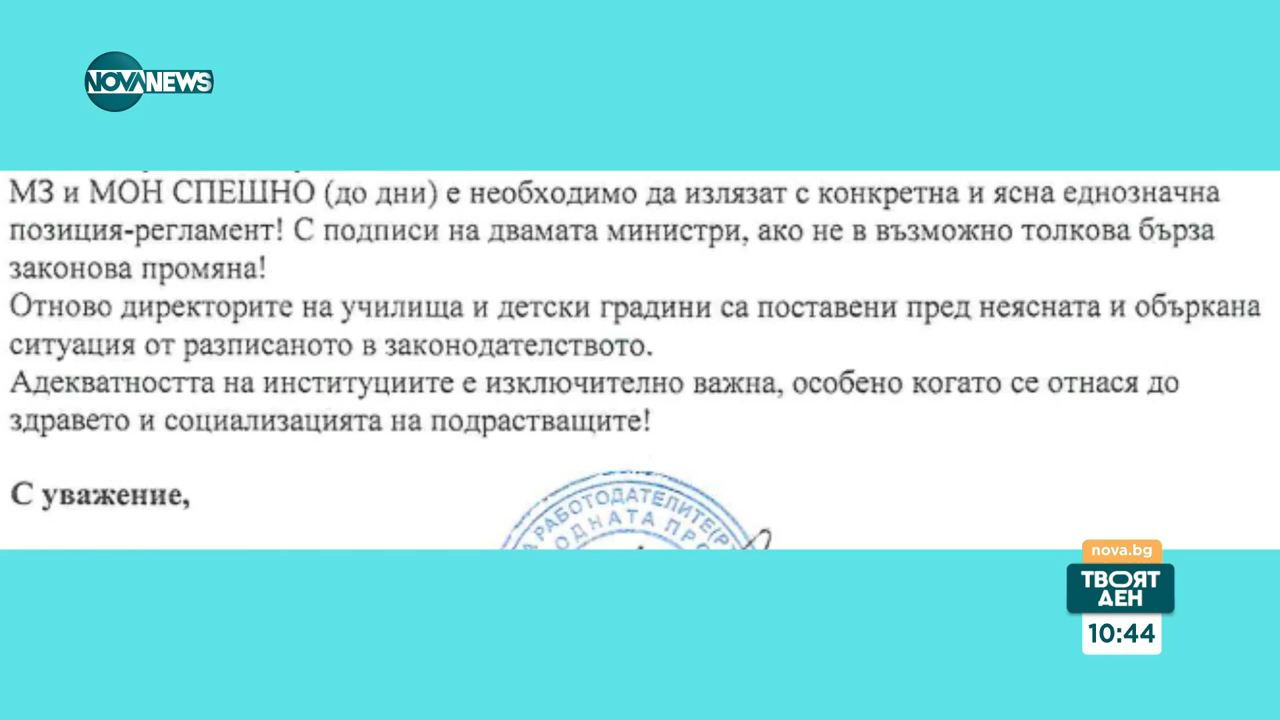 NOVA NEWS
МЗ и МОН СПЕШНО (до дни) е необходимо да излязат с конкретна и ясна еднозначна
позиция-регламент! С подписи на двамата министри, ако не в възможно толкова бърза
законова промяна!
Отново директорите на училища и детски градини са поставени пред неясната и объркана
ситуация от разписаното в законодателството.
Адекватността на институциите е изключително важна, особено когато се отнася до
здравето и социализацията на подрастващите!
С уважение,
РАБОТОДАТЕЛИТЕ
nova.bg
ТВОЯТ
ДЕН
10:44